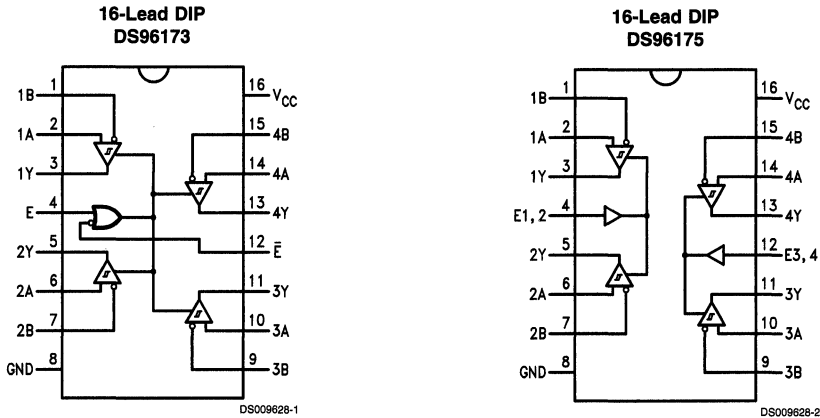 16-Lead DIP
DS96173
1B 1
1A 2
1Y 3
E 4
2Y 5
2A 6
2B 7
GND 8
16 VCC
15 4B
14 4A
13 4Y
12 E̅
11 3Y
10 3A
9 3B
DS009628-1
16-Lead DIP
DS96175
1B 1
1A 2
1Y 3
E1, 2 4
2Y 5
2A 6
2B 7
GND 8
16 VCC
15 4B
14 4A
13 4Y
12 E3, 4
11 3Y
10 3A
9 3B
DS009628-2